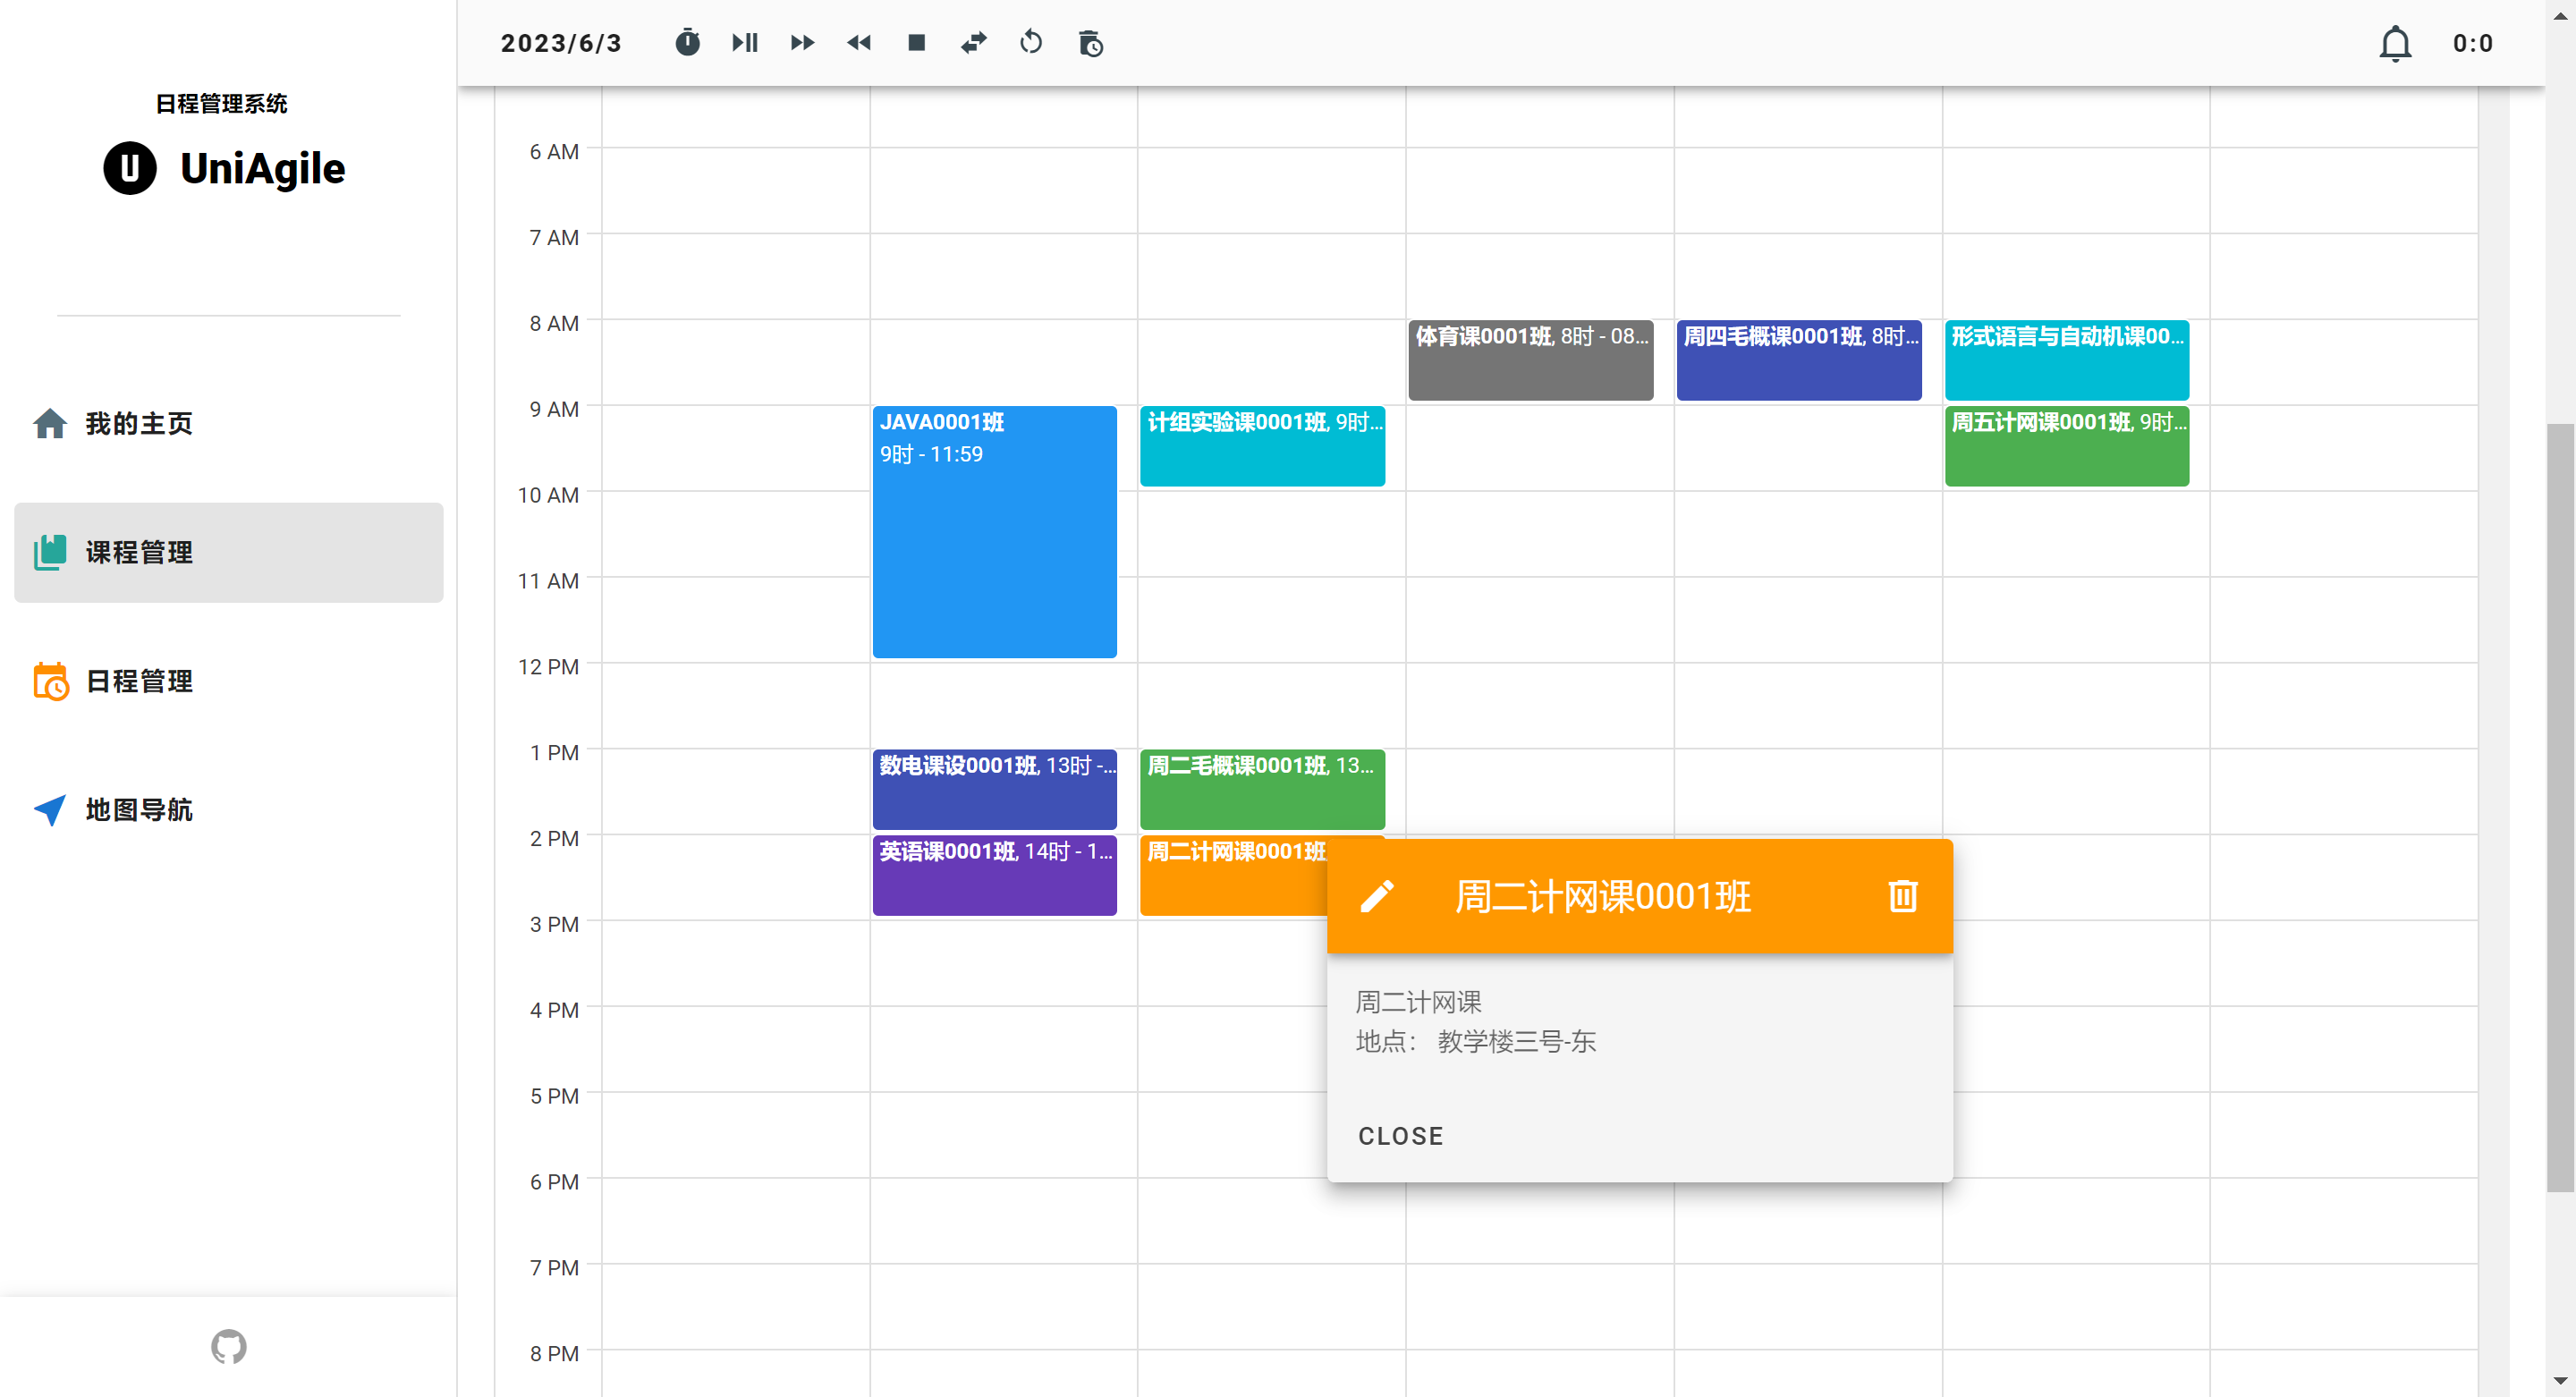 日程管理系统
U UniAgile
我的主页
课程管理
日程管理
地图导航
2023/6/3
0:0
6 AM
7 AM
8 AM
9 AM
10 AM
11 AM
12 PM
1 PM
2 PM
3 PM
4 PM
5 PM
6 PM
7 PM
8 PM
JAVA0001班
9时 - 11:59
数电课设0001班, 13时 -...
英语课0001班, 14时 - 1...
计组实验课0001班, 9时...
周二毛概课0001班, 13...
周二计网课0001班
体育课0001班, 8时 - 08...
周四毛概课0001班, 8时...
形式语言与自动机课00...
周五计网课0001班, 9时...
周二计网课0001班
周二计网课
地点： 教学楼三号-东
CLOSE